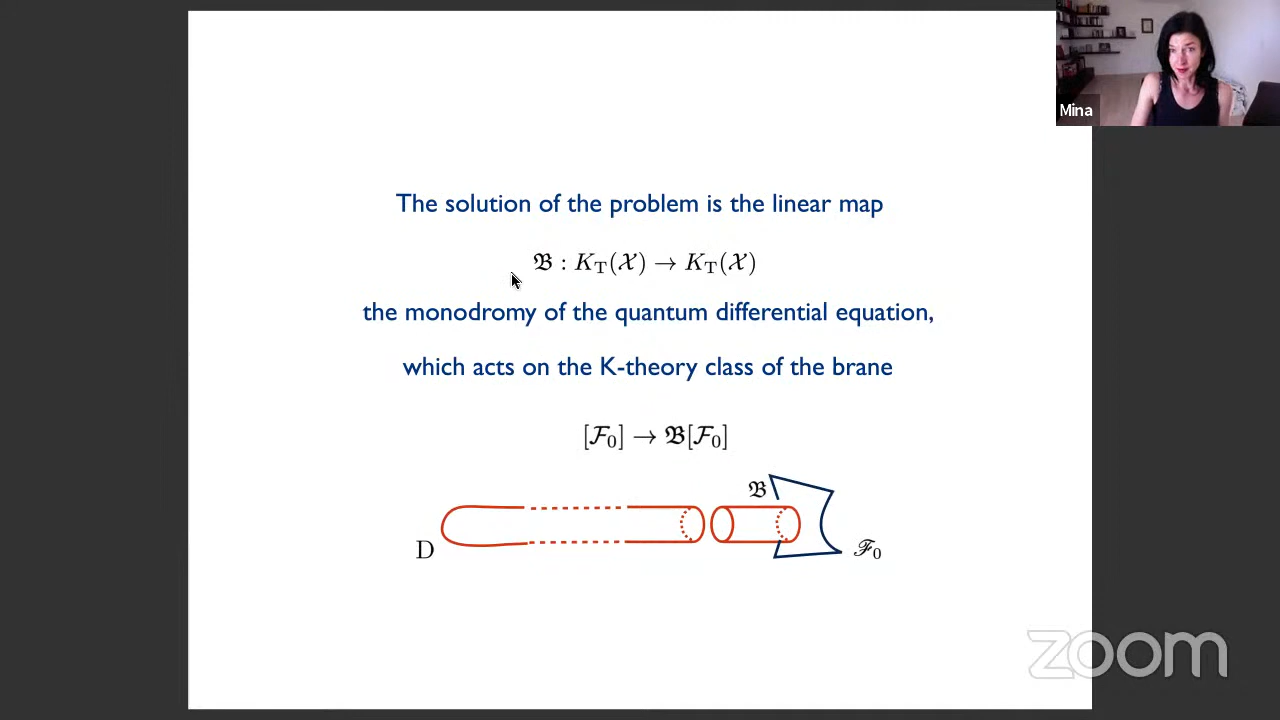 Mina
The solution of the problem is the linear map
𝔅 : K_T(𝒳) → K_T(𝒳)
the monodromy of the quantum differential equation,
which acts on the K-theory class of the brane
[ℱ₀] → 𝔅[ℱ₀]
𝔅
D
ℱ₀
zoom